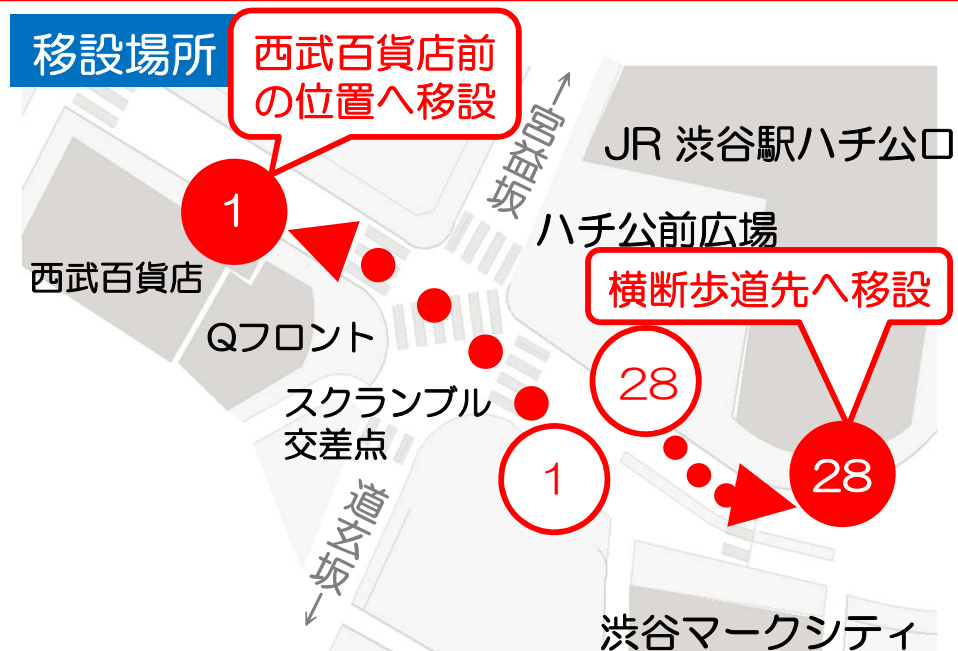 移設場所
西武百貨店前
の位置へ移設
←宮益坂
JR 渋谷駅ハチ公口
1
ハチ公前広場
西武百貨店
横断歩道先へ移設
Qフロント
28
スクランブル
交差点
1
28
道玄坂→
渋谷マークシティ